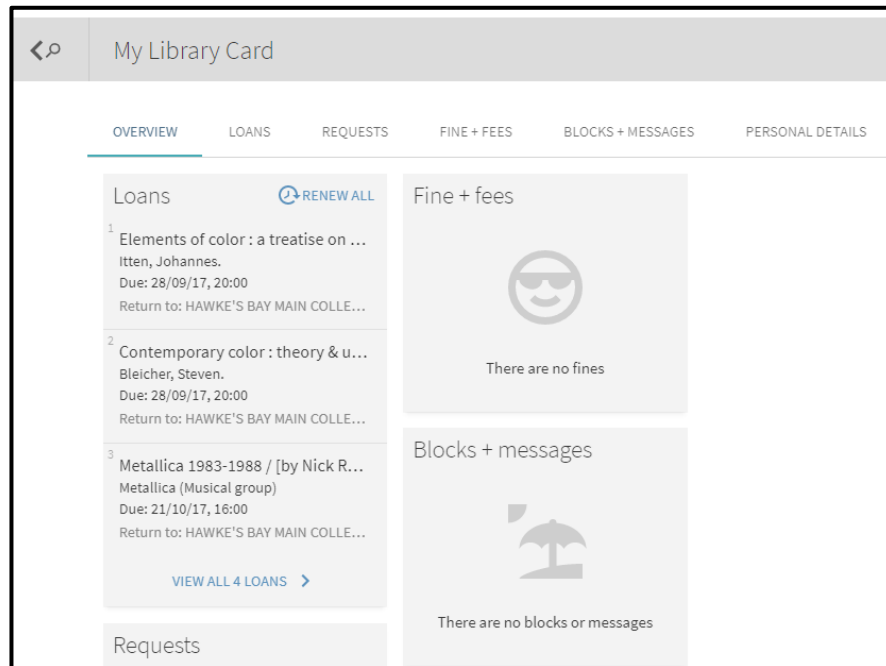 My Library Card
OVERVIEW LOANS REQUESTS FINE + FEES BLOCKS + MESSAGES PERSONAL DETAILS
Loans RENEW ALL
1
Elements of color : a treatise on ...
Itten, Johannes.
Due: 28/09/17, 20:00
Return to: HAWKE'S BAY MAIN COLLE...
2
Contemporary color : theory & u...
Bleicher, Steven.
Due: 28/09/17, 20:00
Return to: HAWKE'S BAY MAIN COLLE...
3
Metallica 1983-1988 / [by Nick R...
Metallica (Musical group)
Due: 21/10/17, 16:00
Return to: HAWKE'S BAY MAIN COLLE...
VIEW ALL 4 LOANS
Requests
Fine + fees
There are no fines
Blocks + messages
There are no blocks or messages